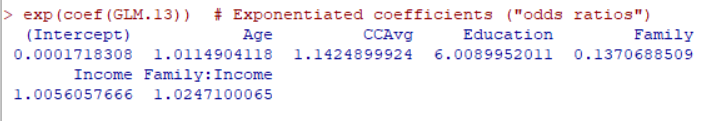 > exp(coef(GLM.13))  # Exponentiated coefficients ("odds ratios")
(Intercept) Age CCAvg Education Family
0.0001718308 1.0114904118 1.1424899924 6.0089952011 0.1370688509
Income Family:Income
1.0056057666 1.0247100065